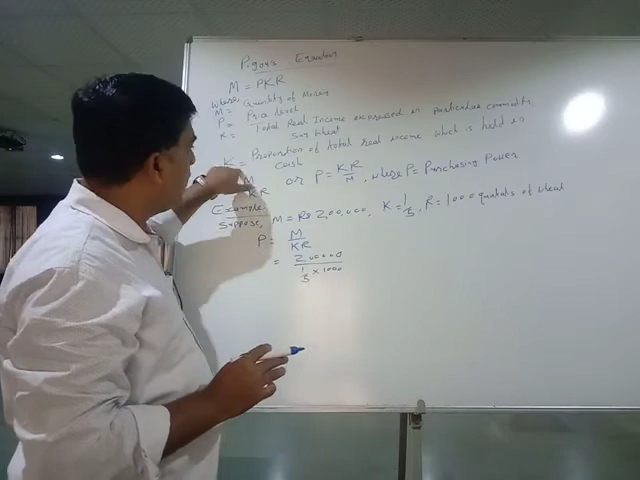 Pigou's Equation
M = PKR
Where,
M = Quantity of Money
P = Price level
R = Total Real Income expressed in particular commodity
say wheat
K = Proportion of total real income which is held in
cash
M
KR or P = KR/M, where P = Purchasing Power
Example
Suppose, M = Rs 2,00,000, K = 1/5, R = 1000 quintals of wheat
P = M/KR
= 200000 / 1/5 × 1000